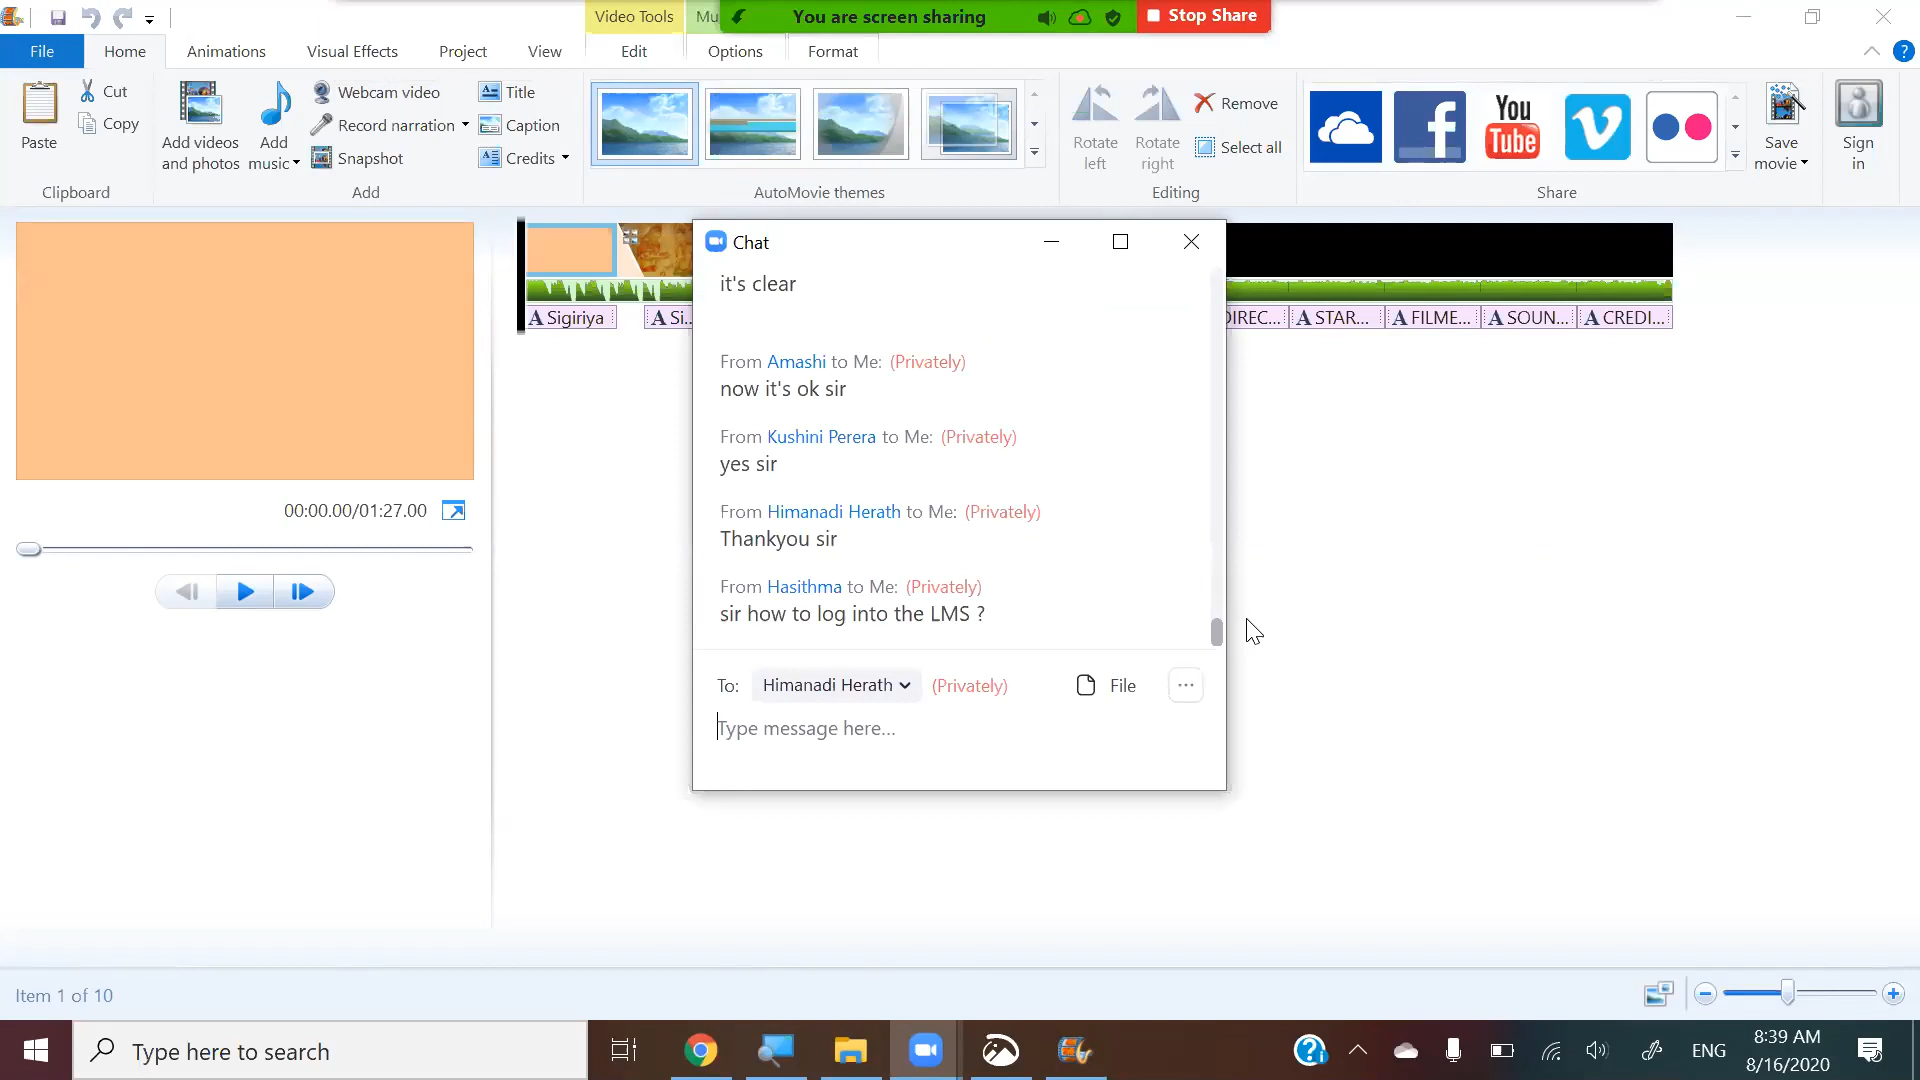 Video Tools
Mu
You are screen sharing
Stop Share
File
Home
Animations
Visual Effects
Project
View
Edit
Options
Format
?
Paste
Cut
Copy
Clipboard
Add videos
and photos
Add
music
Webcam video
Record narration
Snapshot
Title
Caption
Credits
Add
AutoMovie themes
Rotate
left
Rotate
right
Remove
Select all
Editing
f
You
Tube
v
Share
Save
movie
Sign
in
A Sigiriya
A Si...
DIREC...
A STAR...
A FILME...
A SOUN...
A CREDI...
00:00.00/01:27.00
Chat
it's clear
From Amashi to Me: (Privately)
now it's ok sir
From Kushini Perera to Me: (Privately)
yes sir
From Himanadi Herath to Me: (Privately)
Thankyou sir
From Hasithma to Me: (Privately)
sir how to log into the LMS ?
To: Himanadi Herath (Privately) File ...
Type message here...
Item 1 of 10
Type here to search
ENG
8:39 AM
8/16/2020